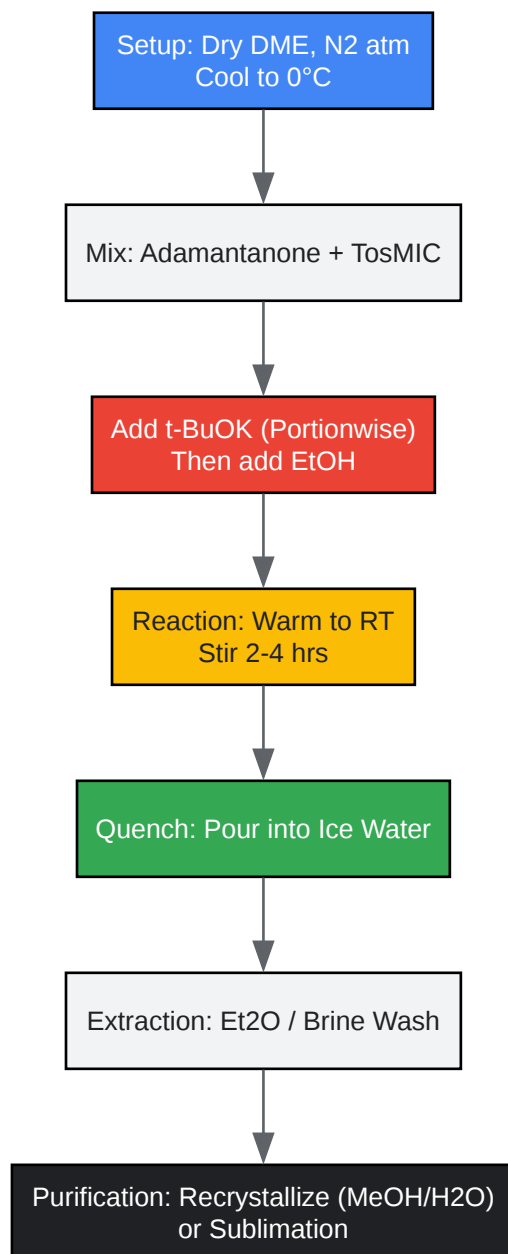 Setup: Dry DME, N2 atm
Cool to 0°C
Mix: Adamantanone + TosMIC
Add t-BuOK (Portionwise)
Then add EtOH
Reaction: Warm to RT
Stir 2-4 hrs
Quench: Pour into Ice Water
Extraction: Et2O / Brine Wash
Purification: Recrystallize (MeOH/H2O)
or Sublimation